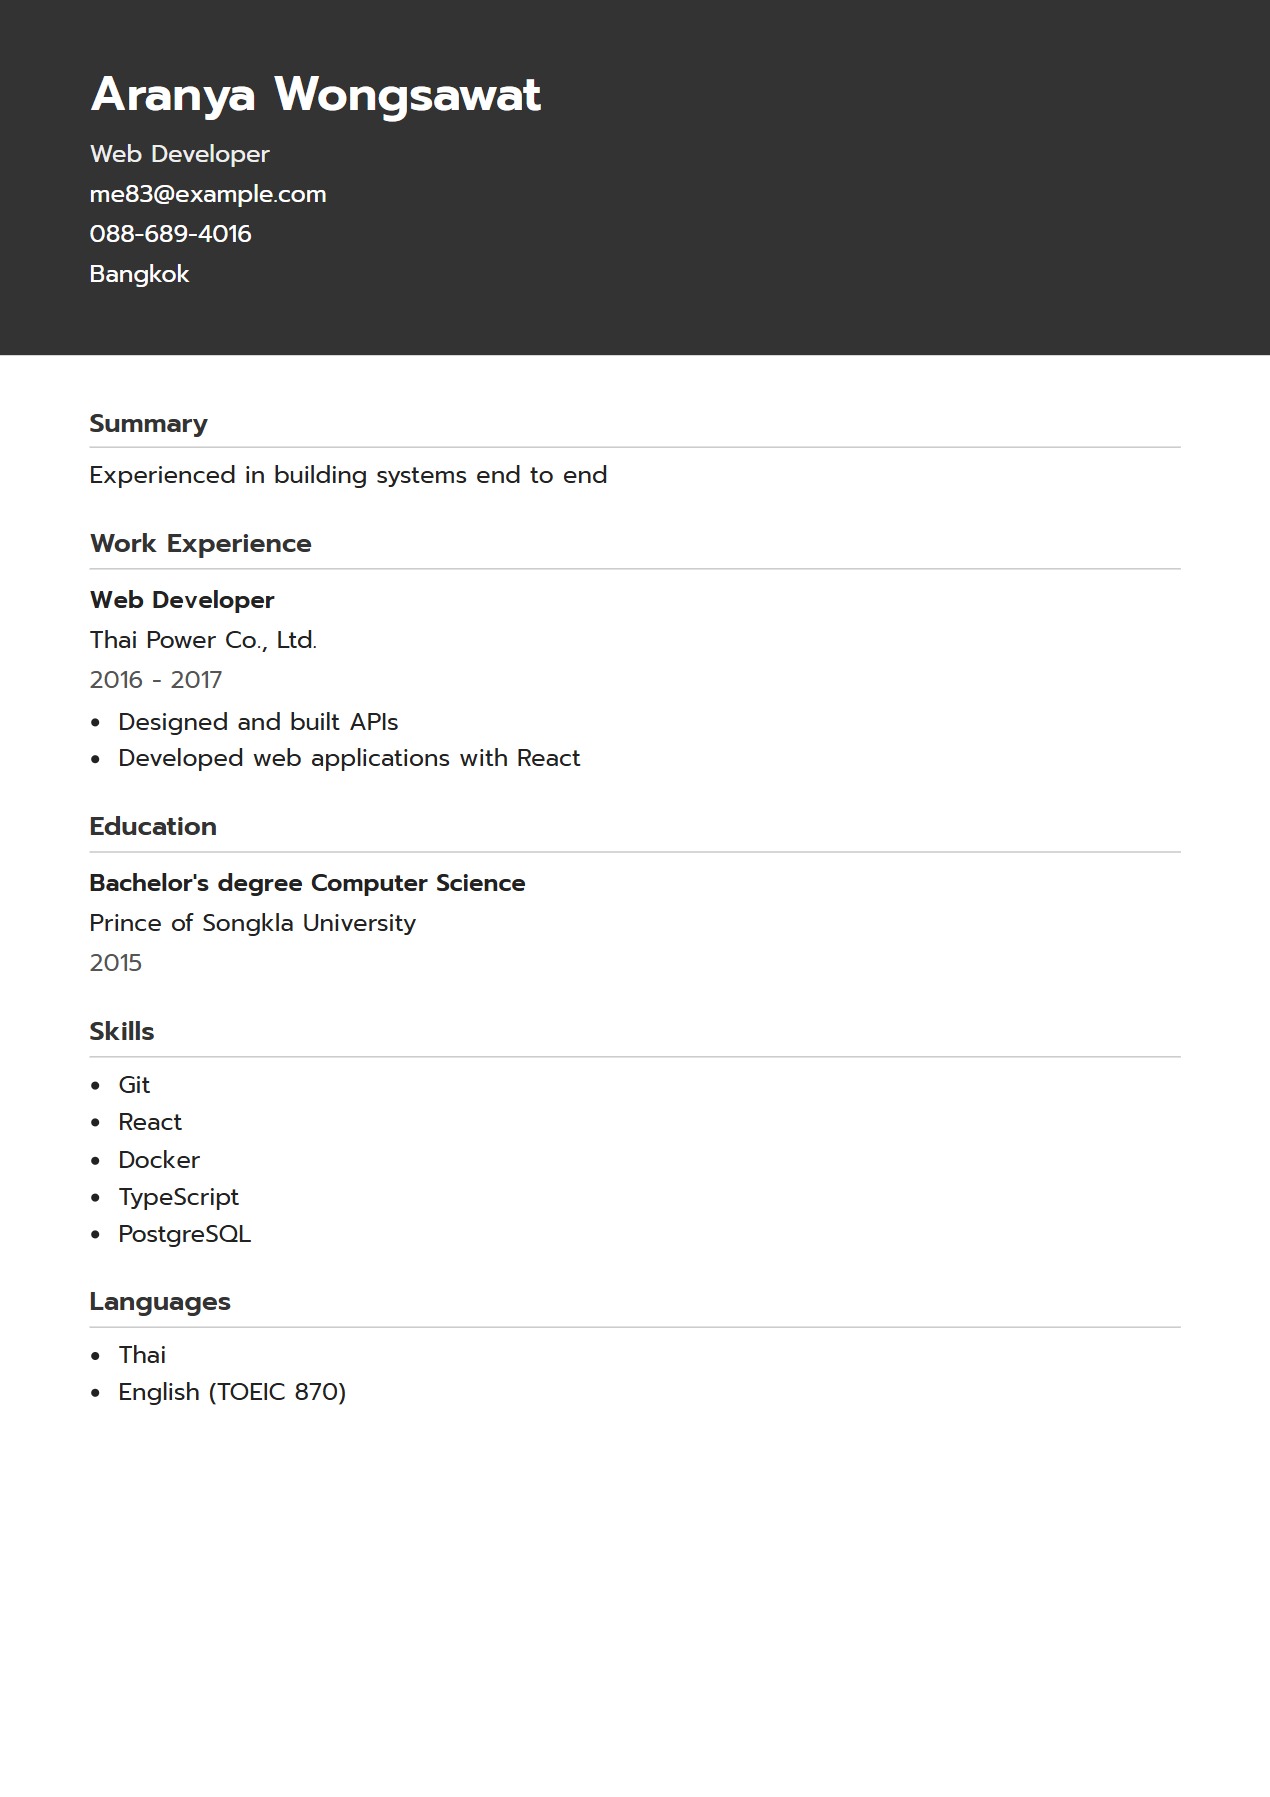 Aranya Wongsawat
Web Developer
me83@example.com
088-689-4016
Bangkok
Summary
Experienced in building systems end to end
Work Experience
Web Developer
Thai Power Co., Ltd.
2016 - 2017
• Designed and built APIs
• Developed web applications with React
Education
Bachelor's degree Computer Science
Prince of Songkla University
2015
Skills
• Git
• React
• Docker
• TypeScript
• PostgreSQL
Languages
• Thai
• English (TOEIC 870)